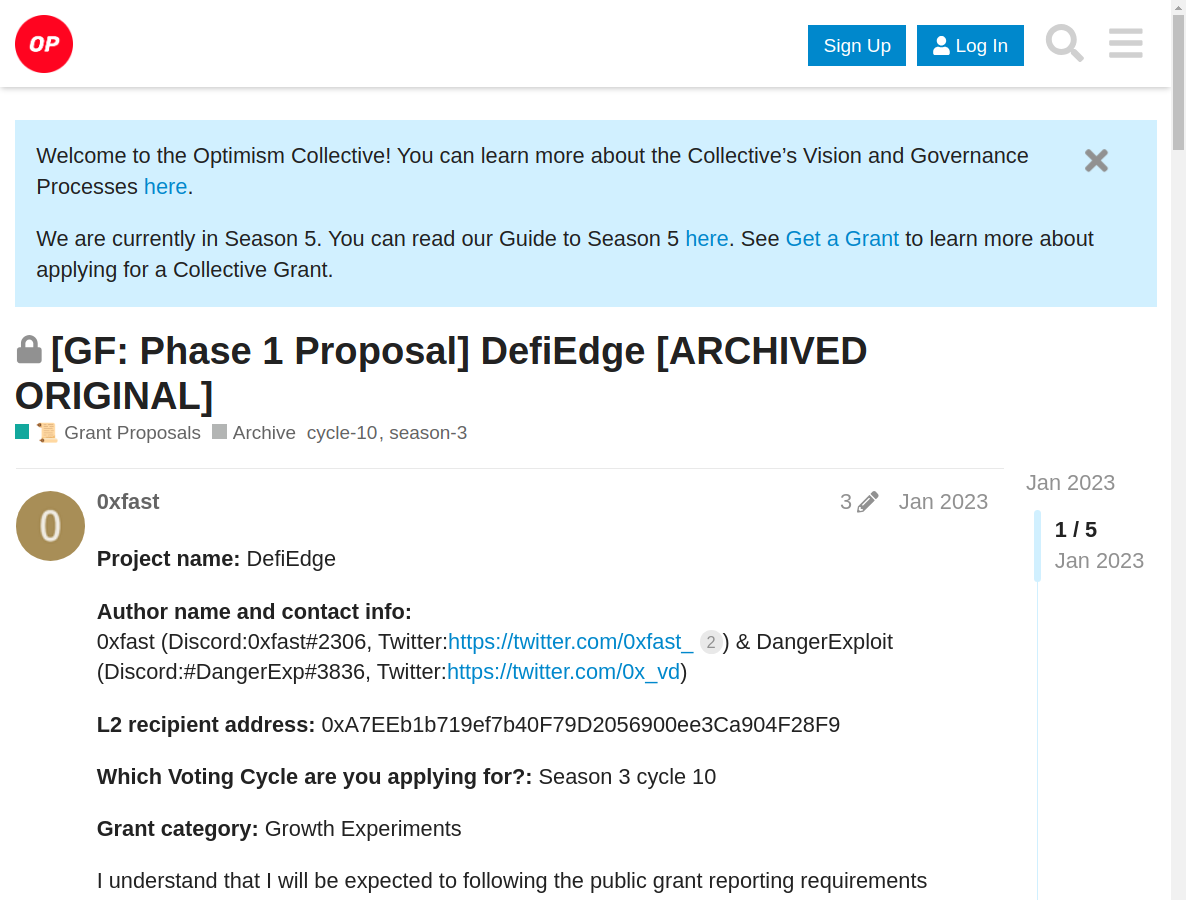 OP
Sign Up
Log In
Welcome to the Optimism Collective! You can learn more about the Collective’s Vision and Governance
Processes here.
We are currently in Season 5. You can read our Guide to Season 5 here. See Get a Grant to learn more about
applying for a Collective Grant.
[GF: Phase 1 Proposal] DefiEdge [ARCHIVED
ORIGINAL]
Grant Proposals Archive cycle-10, season-3
Jan 2023
0
0xfast 3 Jan 2023
1 / 5
Jan 2023
Project name: DefiEdge
Author name and contact info:
0xfast (Discord:0xfast#2306, Twitter:https://twitter.com/0xfast_ 2) & DangerExploit
(Discord:#DangerExp#3836, Twitter:https://twitter.com/0x_vd)
L2 recipient address: 0xA7EEb1b719ef7b40F79D2056900ee3Ca904F28F9
Which Voting Cycle are you applying for?: Season 3 cycle 10
Grant category: Growth Experiments
I understand that I will be expected to following the public grant reporting requirements